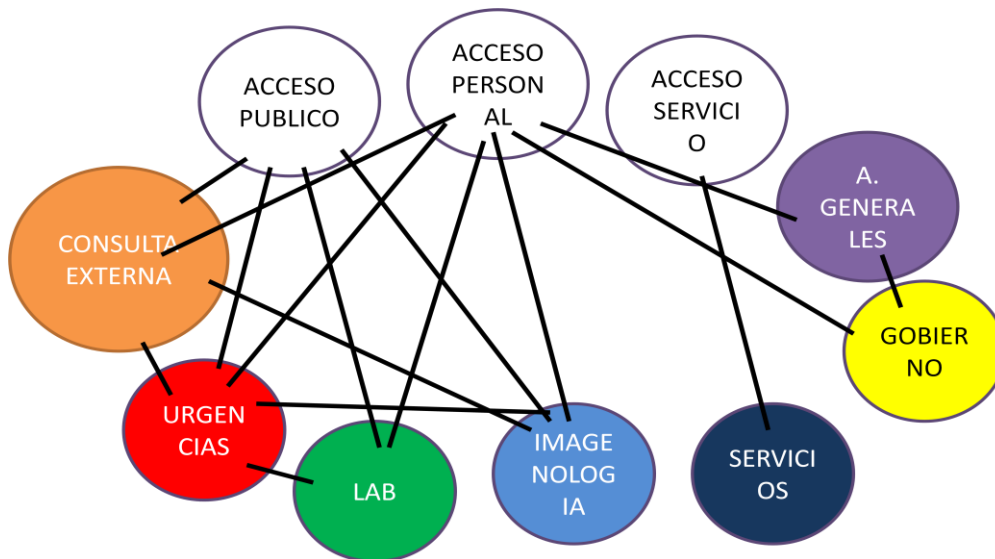 ACCESO
PUBLICO
ACCESO
PERSON
AL
ACCESO
SERVICI
O
A.
GENERA
LES
CONSULTA
EXTERNA
GOBIER
NO
URGEN
CIAS
LAB
IMAGE
NOLOG
IA
SERVICI
OS